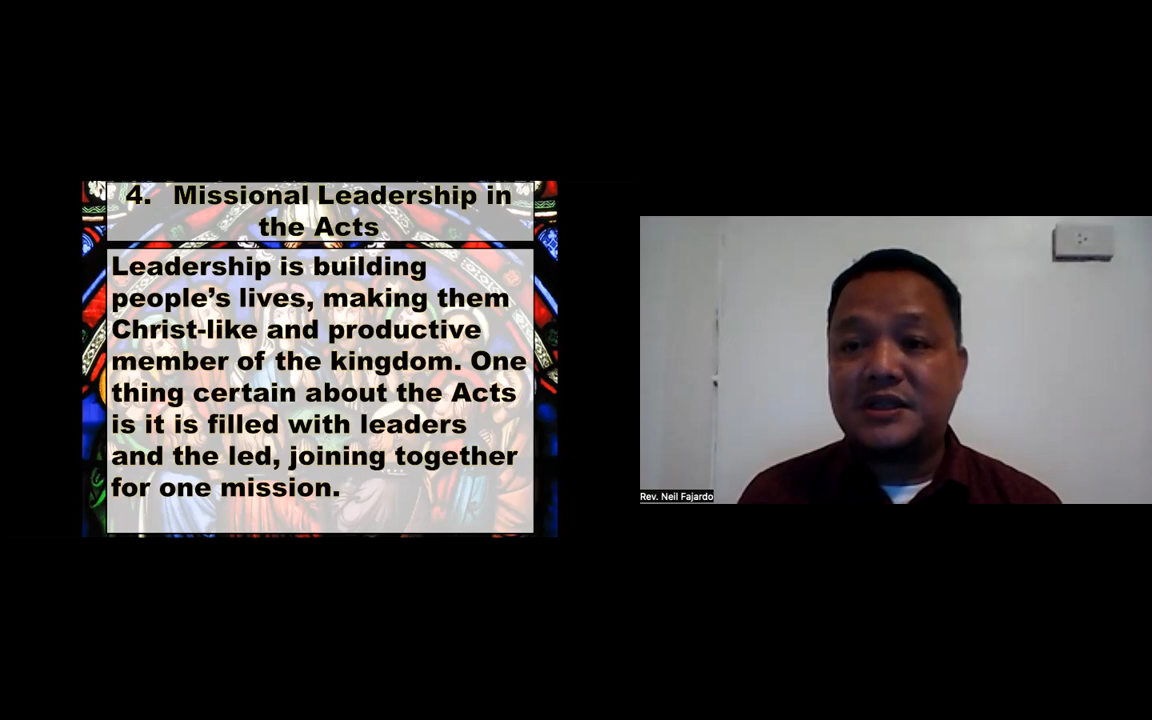 4. Missional Leadership in
the Acts
Leadership is building
people’s lives, making them
Christ-like and productive
member of the kingdom. One
thing certain about the Acts
is it is filled with leaders
and the led, joining together
for one mission.
Rev. Neil Fajardo